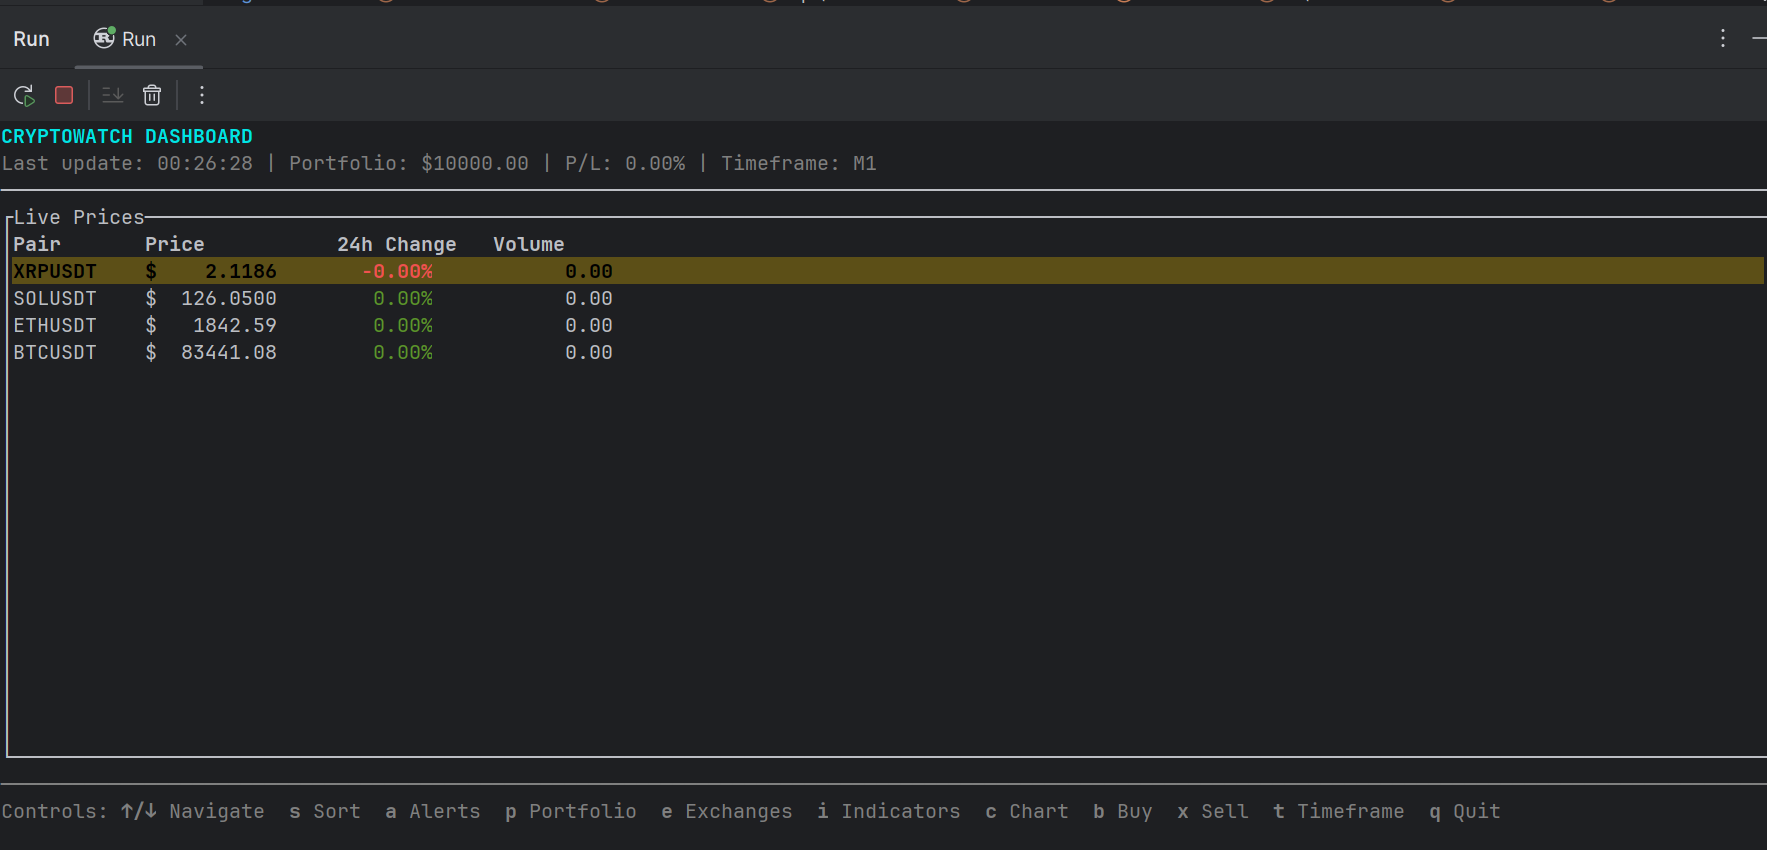 Run Run
CRYPTOWATCH DASHBOARD
Last update: 00:26:28 | Portfolio: $10000.00 | P/L: 0.00% | Timeframe: M1
Live Prices
Pair Price 24h Change Volume
XRPUSDT $ 2.1186 -0.00% 0.00
SOLUSDT $ 126.0500 0.00% 0.00
ETHUSDT $ 1842.59 0.00% 0.00
BTCUSDT $ 83441.08 0.00% 0.00
Controls: ↑/↓ Navigate s Sort a Alerts p Portfolio e Exchanges i Indicators c Chart b Buy x Sell t Timeframe q Quit